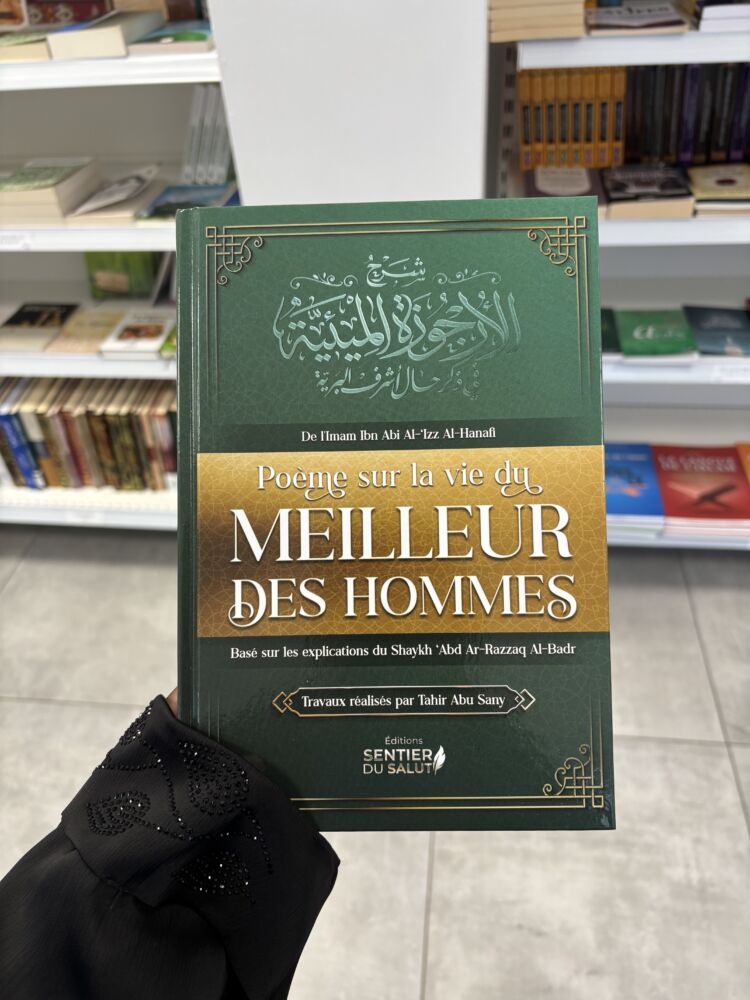 شرح
الأرجوزة الميئية
في ذكر حال أشرف البرية
De l'Imam Ibn Abi Al-'Izz Al-Hanafi
Poème sur la vie du
MEILLEUR
DES HOMMES
Basé sur les explications du Shaykh 'Abd Ar-Razzaq Al-Badr
Travaux réalisés par Tahir Abu Sany
Éditions
SENTIER
DU SALUT